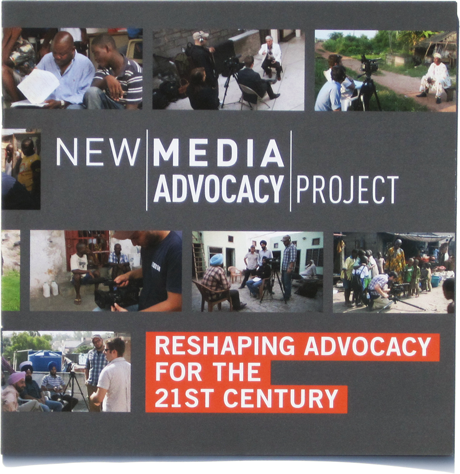 NEW MEDIA
ADVOCACY PROJECT
RESHAPING ADVOCACY
FOR THE
21ST CENTURY